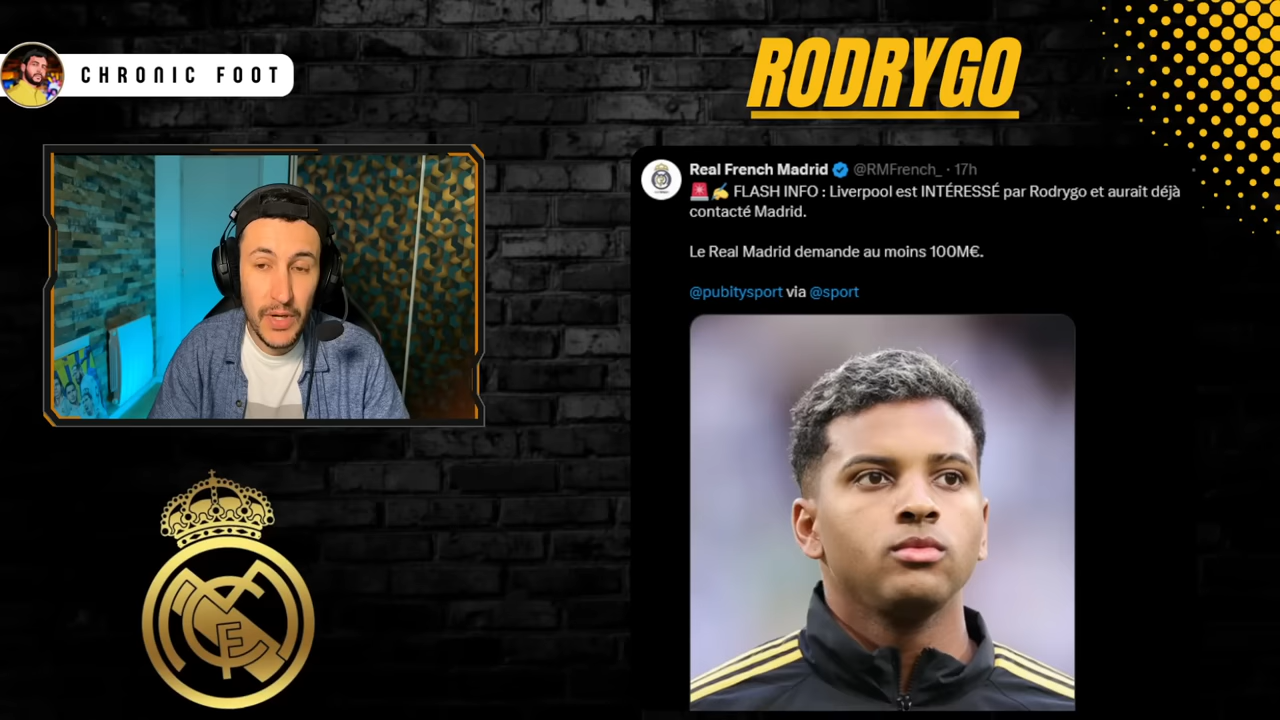 CHRONIC FOOT
RODRYGO
Real French Madrid @RMFrench_ · 17h
🚨✍️ FLASH INFO : Liverpool est INTÉRESSÉ par Rodrygo et aurait déjà
contacté Madrid.
Le Real Madrid demande au moins 100M€.
@pubitysport via @sport